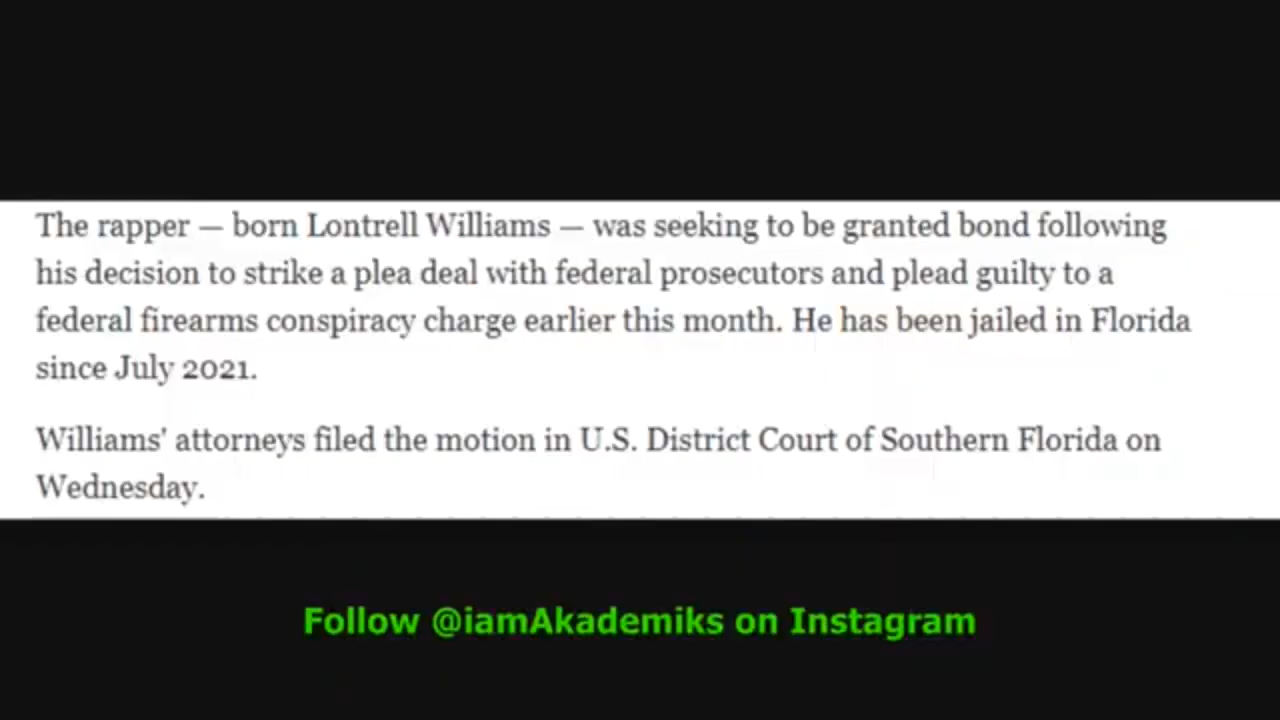 The rapper — born Lontrell Williams — was seeking to be granted bond following
his decision to strike a plea deal with federal prosecutors and plead guilty to a
federal firearms conspiracy charge earlier this month. He has been jailed in Florida
since July 2021.
Williams' attorneys filed the motion in U.S. District Court of Southern Florida on
Wednesday.
Follow @iamAkademiks on Instagram